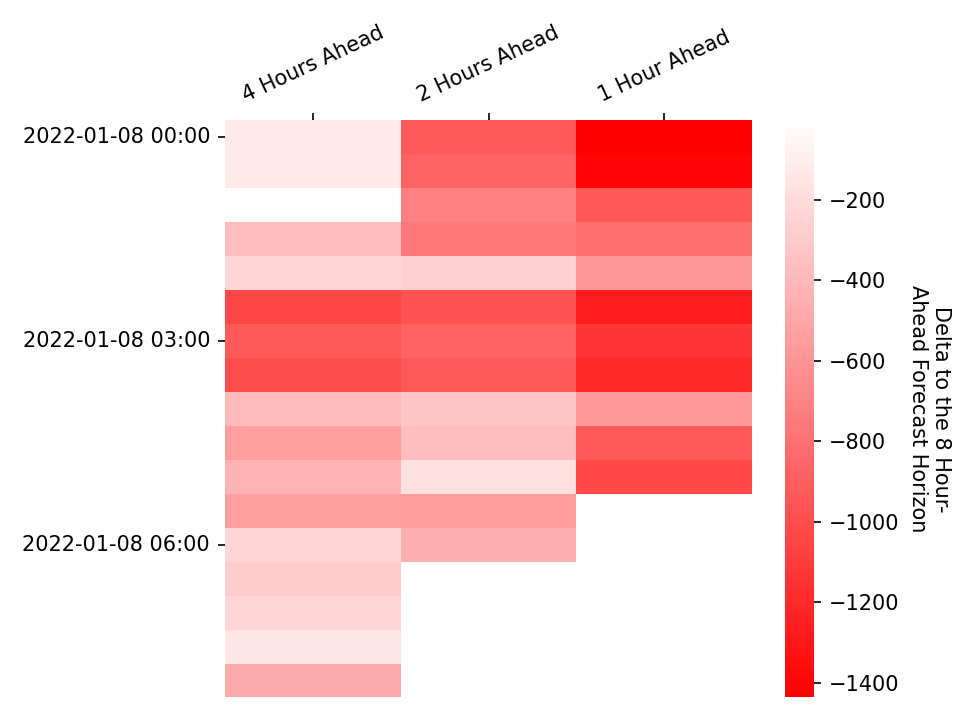 4 Hours Ahead
2 Hours Ahead
1 Hour Ahead
2022-01-08 00:00
2022-01-08 03:00
2022-01-08 06:00
−200
−400
−600
−800
−1000
−1200
−1400
Delta to the 8 Hour-
Ahead Forecast Horizon